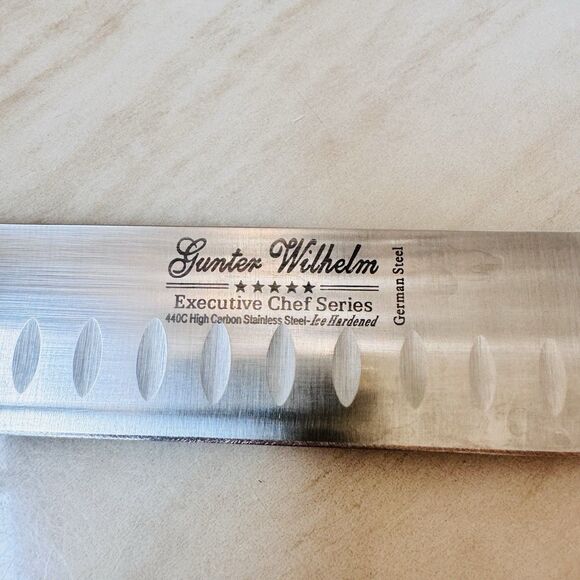 Gunter Wilhelm
★★★★★
Executive Chef Series
440C High Carbon Stainless Steel-Ice Hardened
German Steel